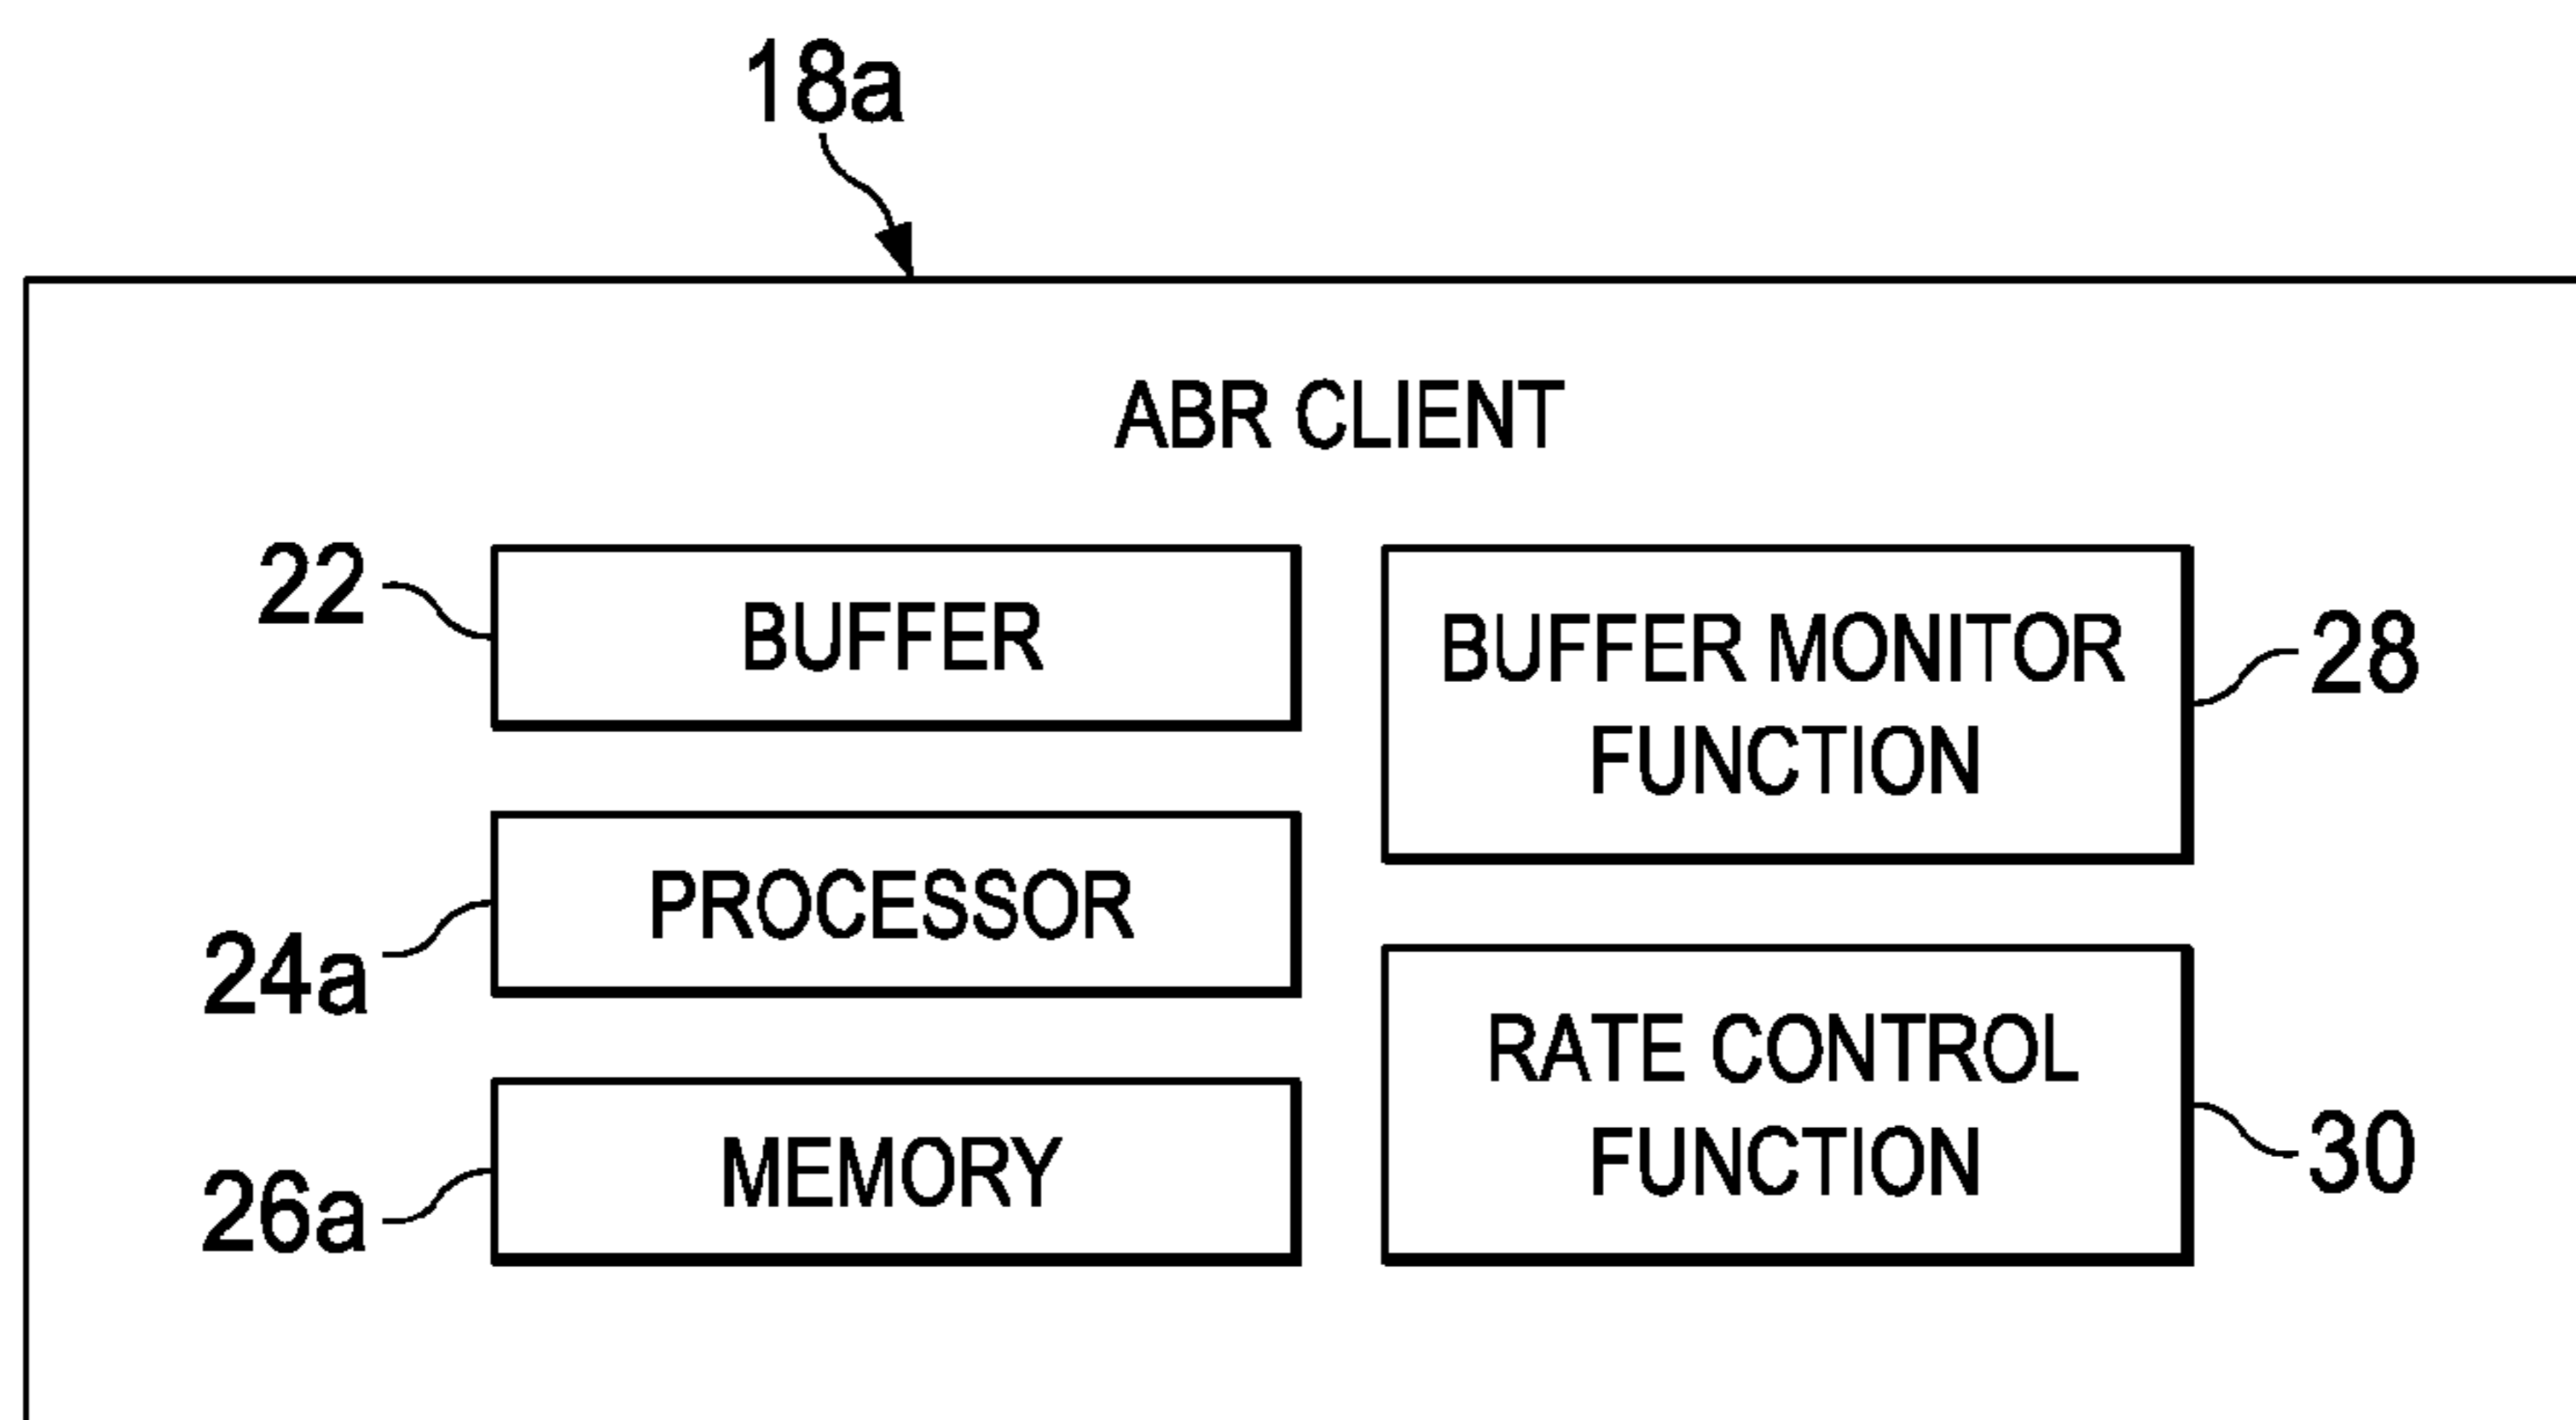 18a
ABR CLIENT
22
BUFFER
24a
PROCESSOR
26a
MEMORY
BUFFER MONITOR
FUNCTION
28
RATE CONTROL
FUNCTION
30